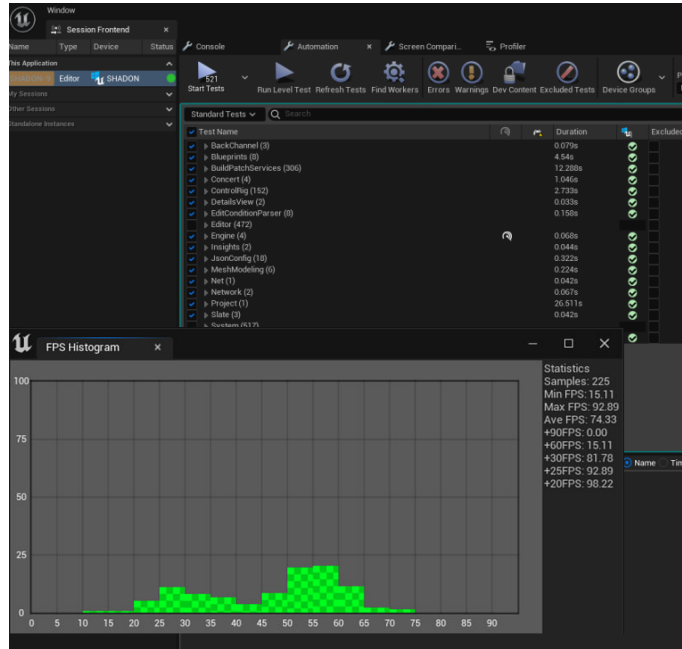 Window
Session Frontend ×
Name Type Device Status
Console
Automation ×
Screen Compari...
Profiler
This Application
Editor SHADON
My Sessions
Other Sessions
Standalone Instances
521
Start Tests
Run Level Test
Refresh Tests
Find Workers
Errors
Warnings
Dev Content
Excluded Tests
Device Groups
Standard Tests
Search
Test Name Duration Excluded
BackChannel (3) 0.079s
Blueprints (8) 4.54s
BuildPatchServices (306) 12.288s
Concert (4) 1.046s
ControlRig (152) 2.733s
DetailsView (2) 0.033s
EditConditionParser (8) 0.158s
Editor (472)
Engine (4) 0.068s
Insights (2) 0.044s
JsonConfig (18) 0.322s
MeshModeling (6) 0.224s
Net (1) 0.042s
Network (2) 0.067s
Project (1) 26.511s
Slate (3) 0.042s
System (517)
FPS Histogram ×
Statistics
Samples: 225
Min FPS: 15.11
Max FPS: 92.89
Ave FPS: 74.33
+90FPS: 0.00
+60FPS: 15.11
+30FPS: 81.78
+25FPS: 92.89
+20FPS: 98.22
100
75
50
25
0
0 5 10 15 20 25 30 35 40 45 50 55 60 65 70 75 80 85 90
Name